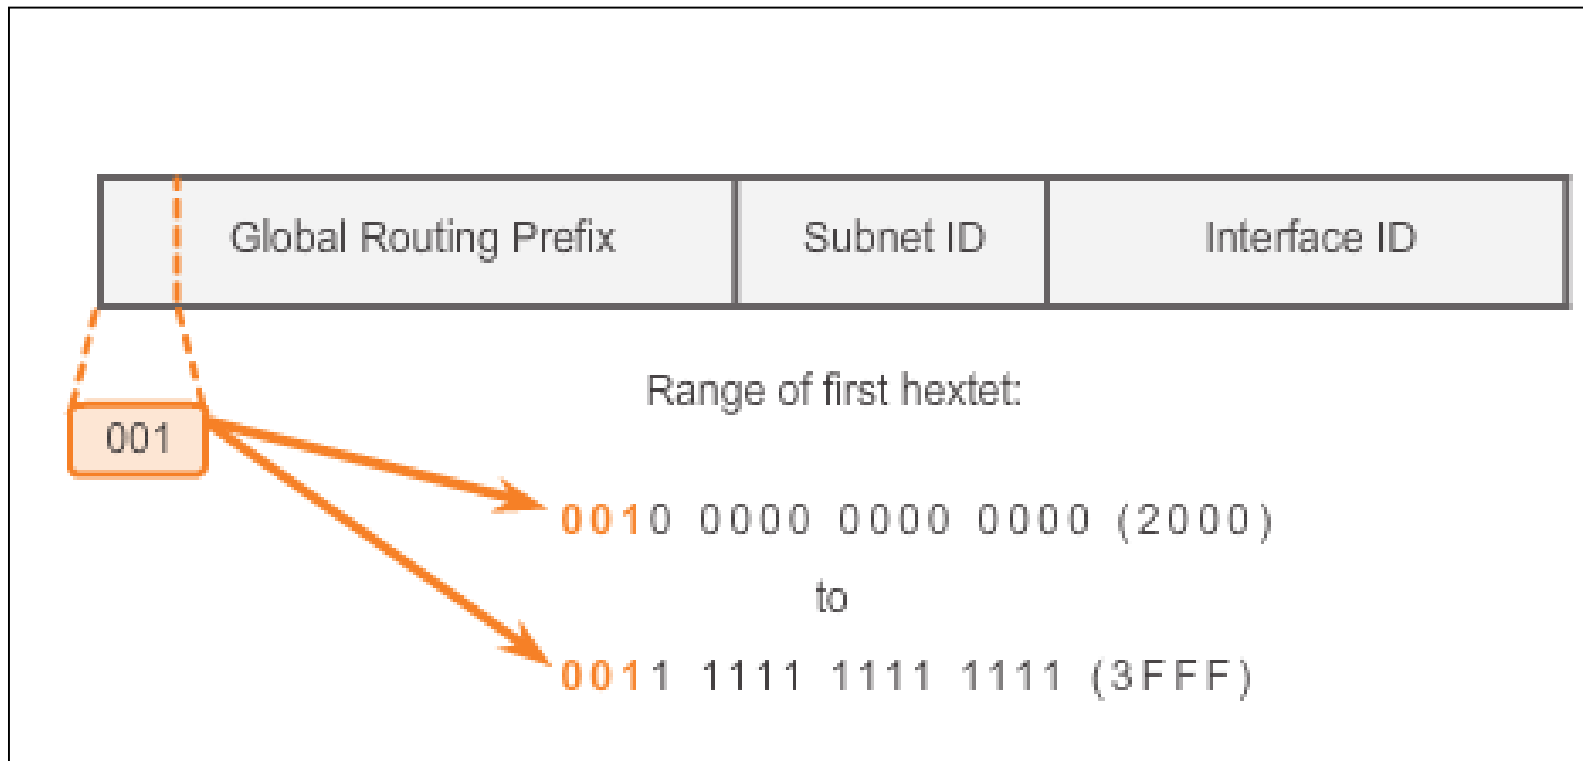 Global Routing Prefix Subnet ID Interface ID
Range of first hextet:
001
0010 0000 0000 0000 (2000)
to
0011 1111 1111 1111 (3FFF)